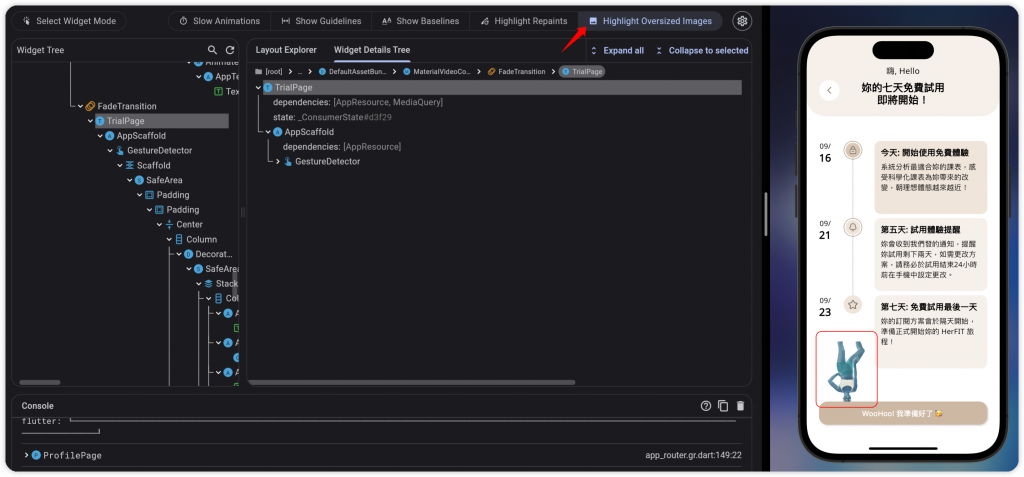 Select Widget Mode
Slow Animations
Show Guidelines
Show Baselines
Highlight Repaints
Highlight Oversized Images
Widget Tree
AppTe
Tex
FadeTransition
TrialPage
AppScaffold
GestureDetector
Scaffold
SafeArea
Padding
Padding
Center
Column
Decorat...
SafeArea
Stack
Col
Layout Explorer
Widget Details Tree
Expand all
Collapse to selected
[root] > ... > DefaultAssetBun... > MaterialVideoCo... > FadeTransition > TrialPage
TrialPage
dependencies: [AppResource, MediaQuery]
state: _ConsumerState#d3f29
AppScaffold
dependencies: [AppResource]
GestureDetector
Console
flutter:
ProfilePage
app_router.gr.dart:149:22
嗨, Hello
妳的七天免費試用
即將開始！
09/
16
今天: 開始使用免費體驗
系統分析最適合妳的課表，感
受科學化課表為妳帶來的改
變，朝理想體態越來越近！
09/
21
第五天: 試用體驗提醒
妳會收到我們發的通知，提醒
妳試用剩下兩天，如需更改方
案，請務必於試用結束24小時
前在手機中設定更改。
09/
23
第七天: 免費試用最後一天
妳的訂閱方案會於隔天開始，
準備正式開始妳的 HerFIT 旅
程！
WooHoo! 我準備好了